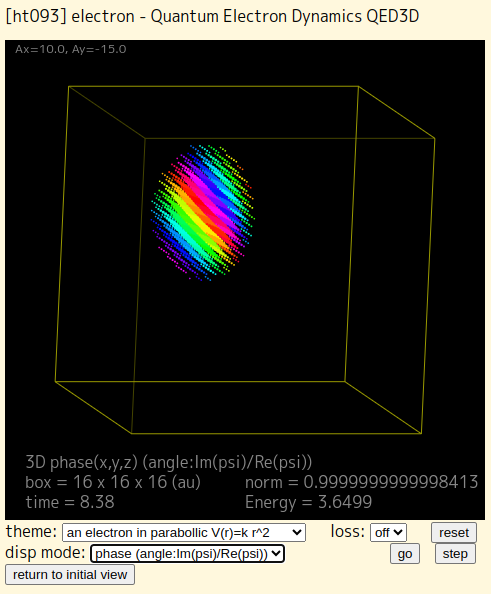 [ht093] electron - Quantum Electron Dynamics QED3D
Ax=10.0, Ay=-15.0
3D phase(x,y,z) (angle:Im(psi)/Re(psi))
box = 16 x 16 x 16 (au) norm = 0.9999999999998413
time = 8.38 Energy = 3.6499
theme: an electron in parabollic V(r)=k r^2 loss: off reset
disp mode: phase (angle:Im(psi)/Re(psi)) go step
return to initial view